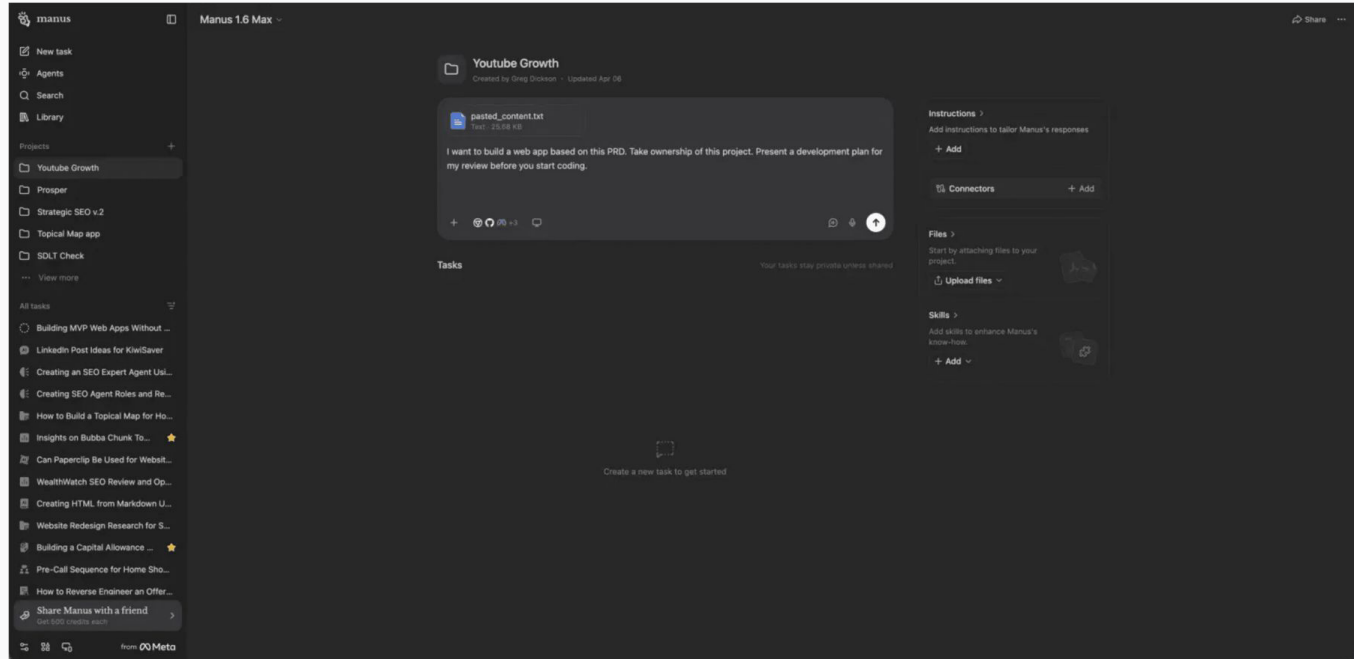 manus
New task
Agents
Search
Library
Projects
Youtube Growth
Prosper
Strategic SEO v.2
Topical Map app
SDLT Check
View more
All tasks
Building MVP Web Apps Without ...
LinkedIn Post Ideas for KiwiSaver
Creating an SEO Expert Agent Usi...
Creating SEO Agent Roles and Re...
How to Build a Topical Map for Ho...
Insights on Bubba Chunk To...
Can Paperclip Be Used for Websit...
WealthWatch SEO Review and Op...
Creating HTML from Markdown U...
Website Redesign Research for S...
Building a Capital Allowance ...
Pre-Call Sequence for Home Sho...
How to Reverse Engineer an Offer...
Share Manus with a friend
Get 500 credits each
from Meta
Manus 1.6 Max
Share
Youtube Growth
Created by Greg Dickson • Updated Apr 06
pasted_content.txt
Text · 25.68 KB
I want to build a web app based on this PRD. Take ownership of this project. Present a development plan for
my review before you start coding.
+3
Tasks
Your tasks stay private unless shared
Create a new task to get started
Instructions >
Add instructions to tailor Manus's responses
+ Add
Connectors + Add
Files >
Start by attaching files to your
project.
Upload files
Skills >
Add skills to enhance Manus's
know-how.
+ Add